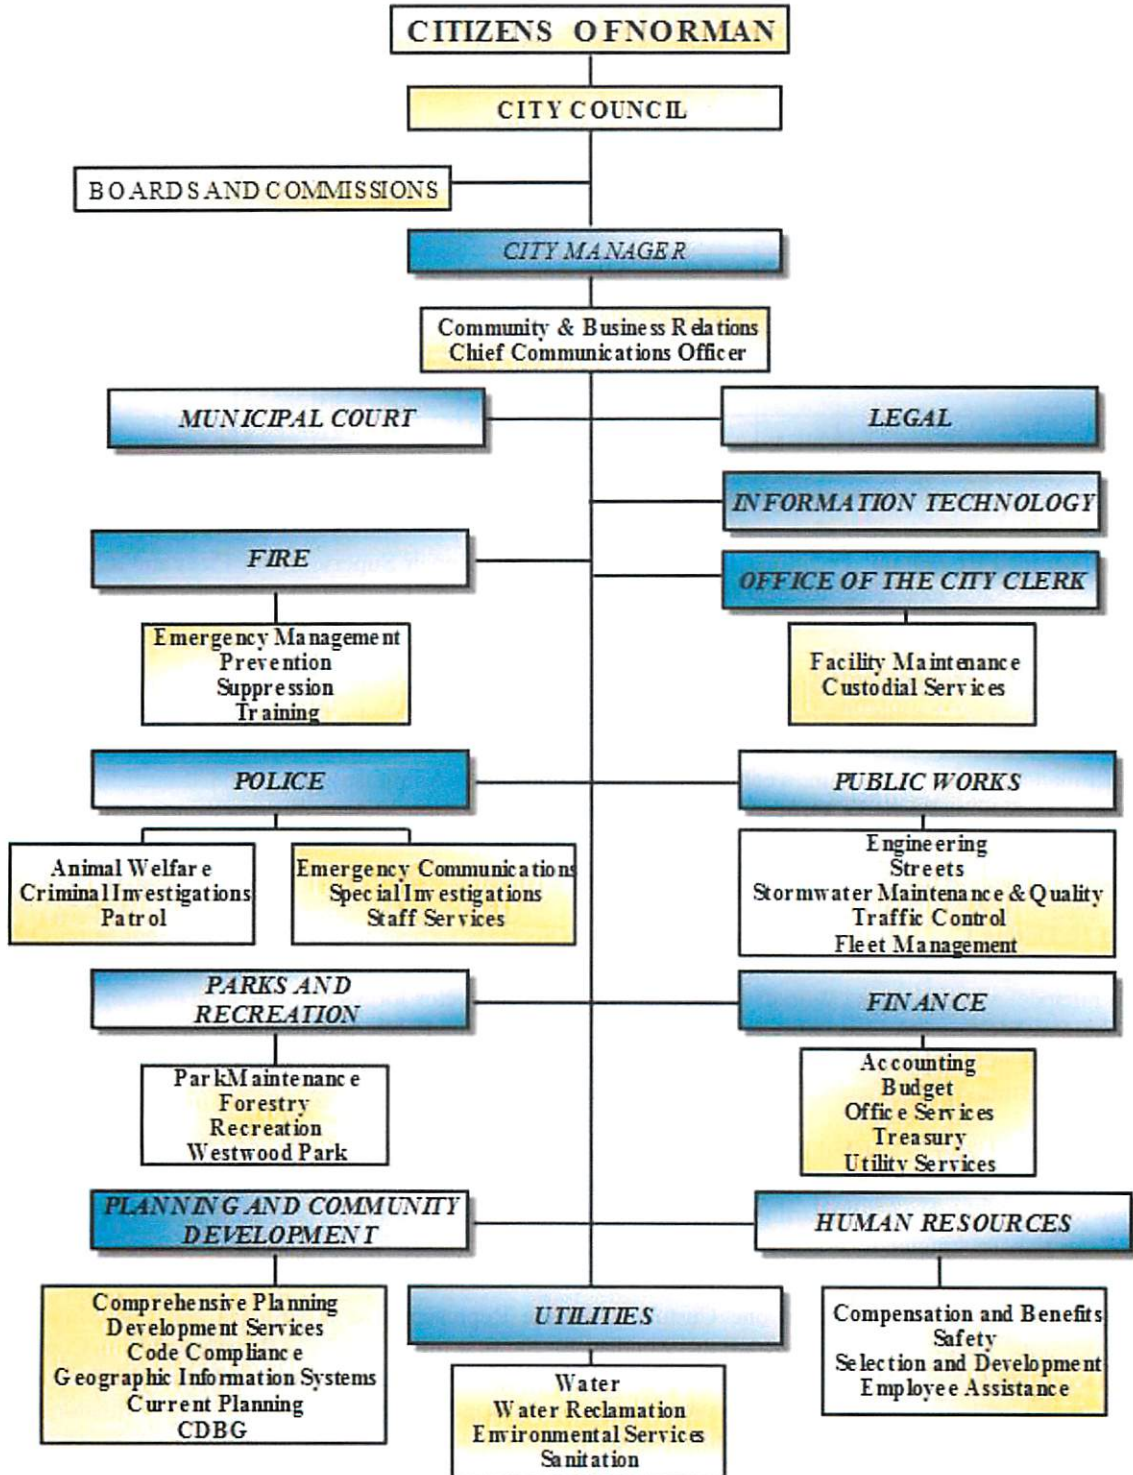 CITIZENS OFNORMAN
CITY COUNCIL
BOARDS AND COMMISSIONS
CITY MANAGER
Community & Business Relations
Chief Communications Officer
MUNICIPAL COURT
LEGAL
INFORMATION TECHNOLOGY
FIRE
OFFICE OF THE CITY CLERK
Emergency Management
Prevention
Suppression
Training
Facility Maintenance
Custodial Services
POLICE
PUBLIC WORKS
Animal Welfare
Criminal Investigations
Patrol
Emergency Communications
Special Investigations
Staff Services
Engineering
Streets
Stormwater Maintenance & Quality
Traffic Control
Fleet Management
PARKS AND
RECREATION
FINANCE
Park Maintenance
Forestry
Recreation
Westwood Park
Accounting
Budget
Office Services
Treasury
Utility Services
PLANNING AND COMMUNITY
DEVELOPMENT
HUMAN RESOURCES
Comprehensive Planning
Development Services
Code Compliance
Geographic Information Systems
Current Planning
CDBG
UTILITIES
Water
Water Reclamation
Environmental Services
Sanitation
Compensation and Benefits
Safety
Selection and Development
Employee Assistance